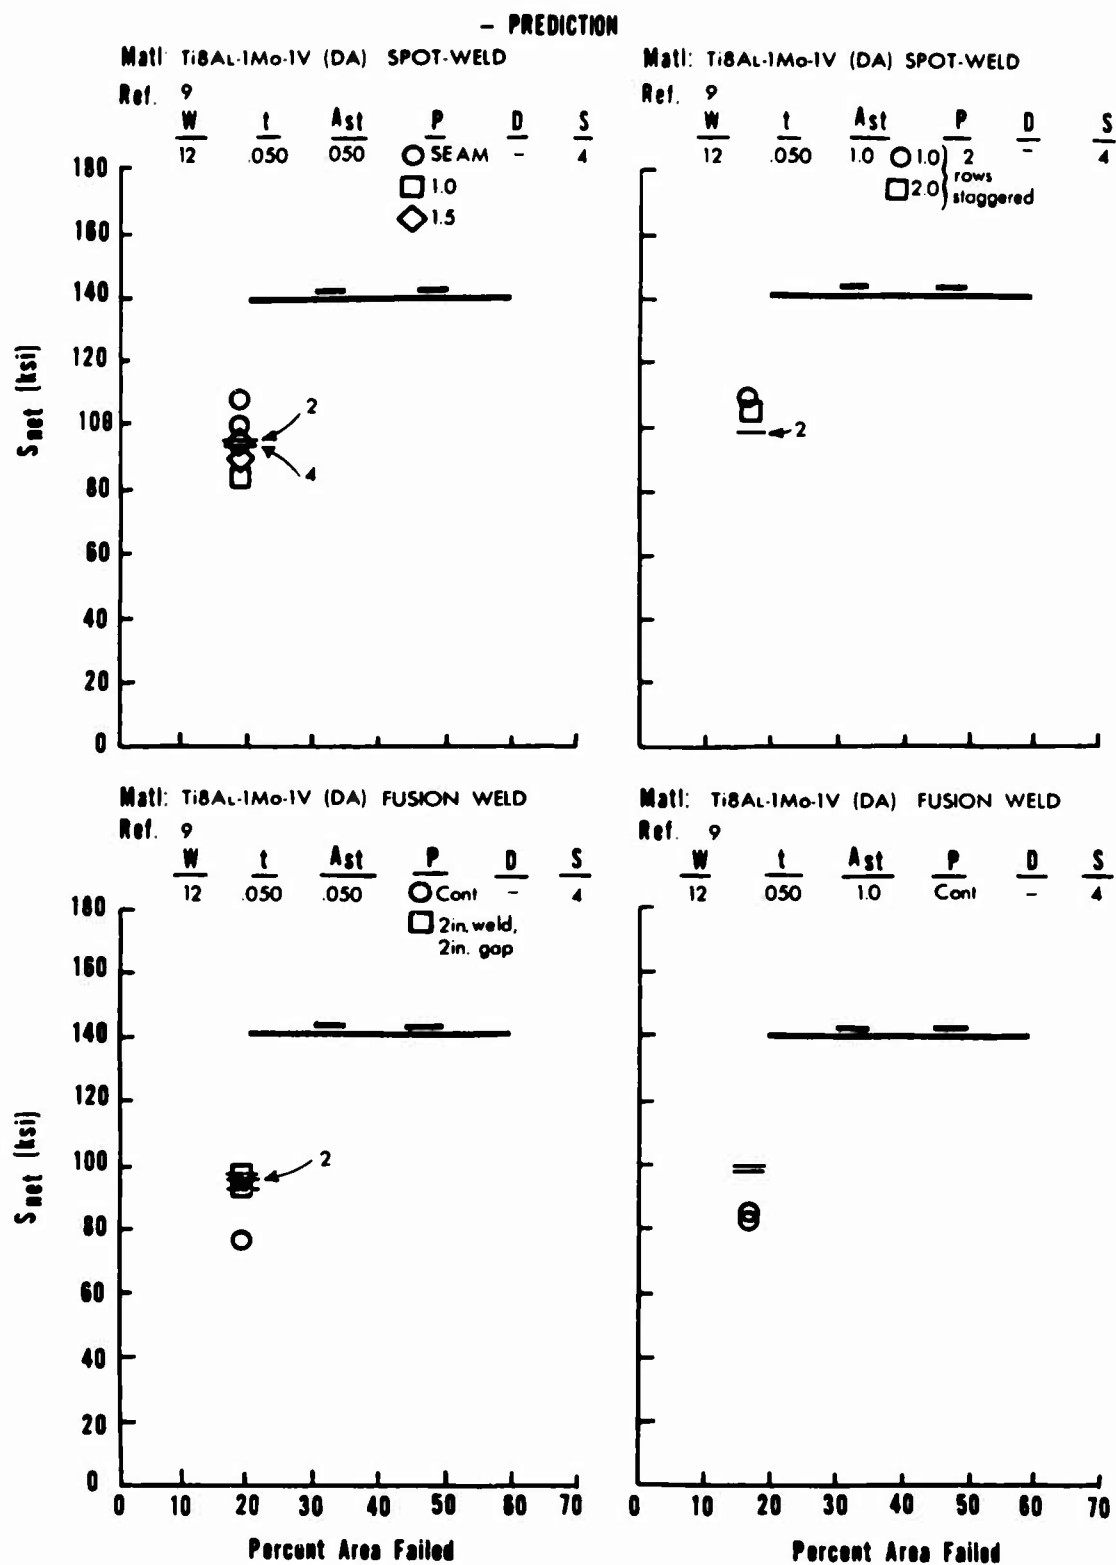 – PREDICTION
Matl: Ti8AL-1Mo-1V (DA) SPOT-WELD
Ref. 9
W t Ast P D S
12 .050 050 SEAM – 4
1.0
1.5
180
160
140
120
108
80
60
40
20
0
Snet (ksi)
2
4
Matl: Ti8AL-1Mo-1V (DA) SPOT-WELD
Ref. 9
W t Ast P D S
12 .050 1.0 1.0 2 – 4
2.0 rows
staggered
2
Matl: Ti8AL-1Mo-1V (DA) FUSION WELD
Ref. 9
W t Ast P D S
12 .050 .050 Cont – 4
2in. weld,
2in. gap
180
160
140
120
100
80
60
40
20
0
Snet (ksi)
2
0 10 20 30 40 50 60 70
Percent Area Failed
Matl: Ti8AL-1Mo-1V (DA) FUSION WELD
Ref. 9
W t Ast P D S
12 .050 1.0 Cont – 4
0 10 20 30 40 50 60 70
Percent Area Failed